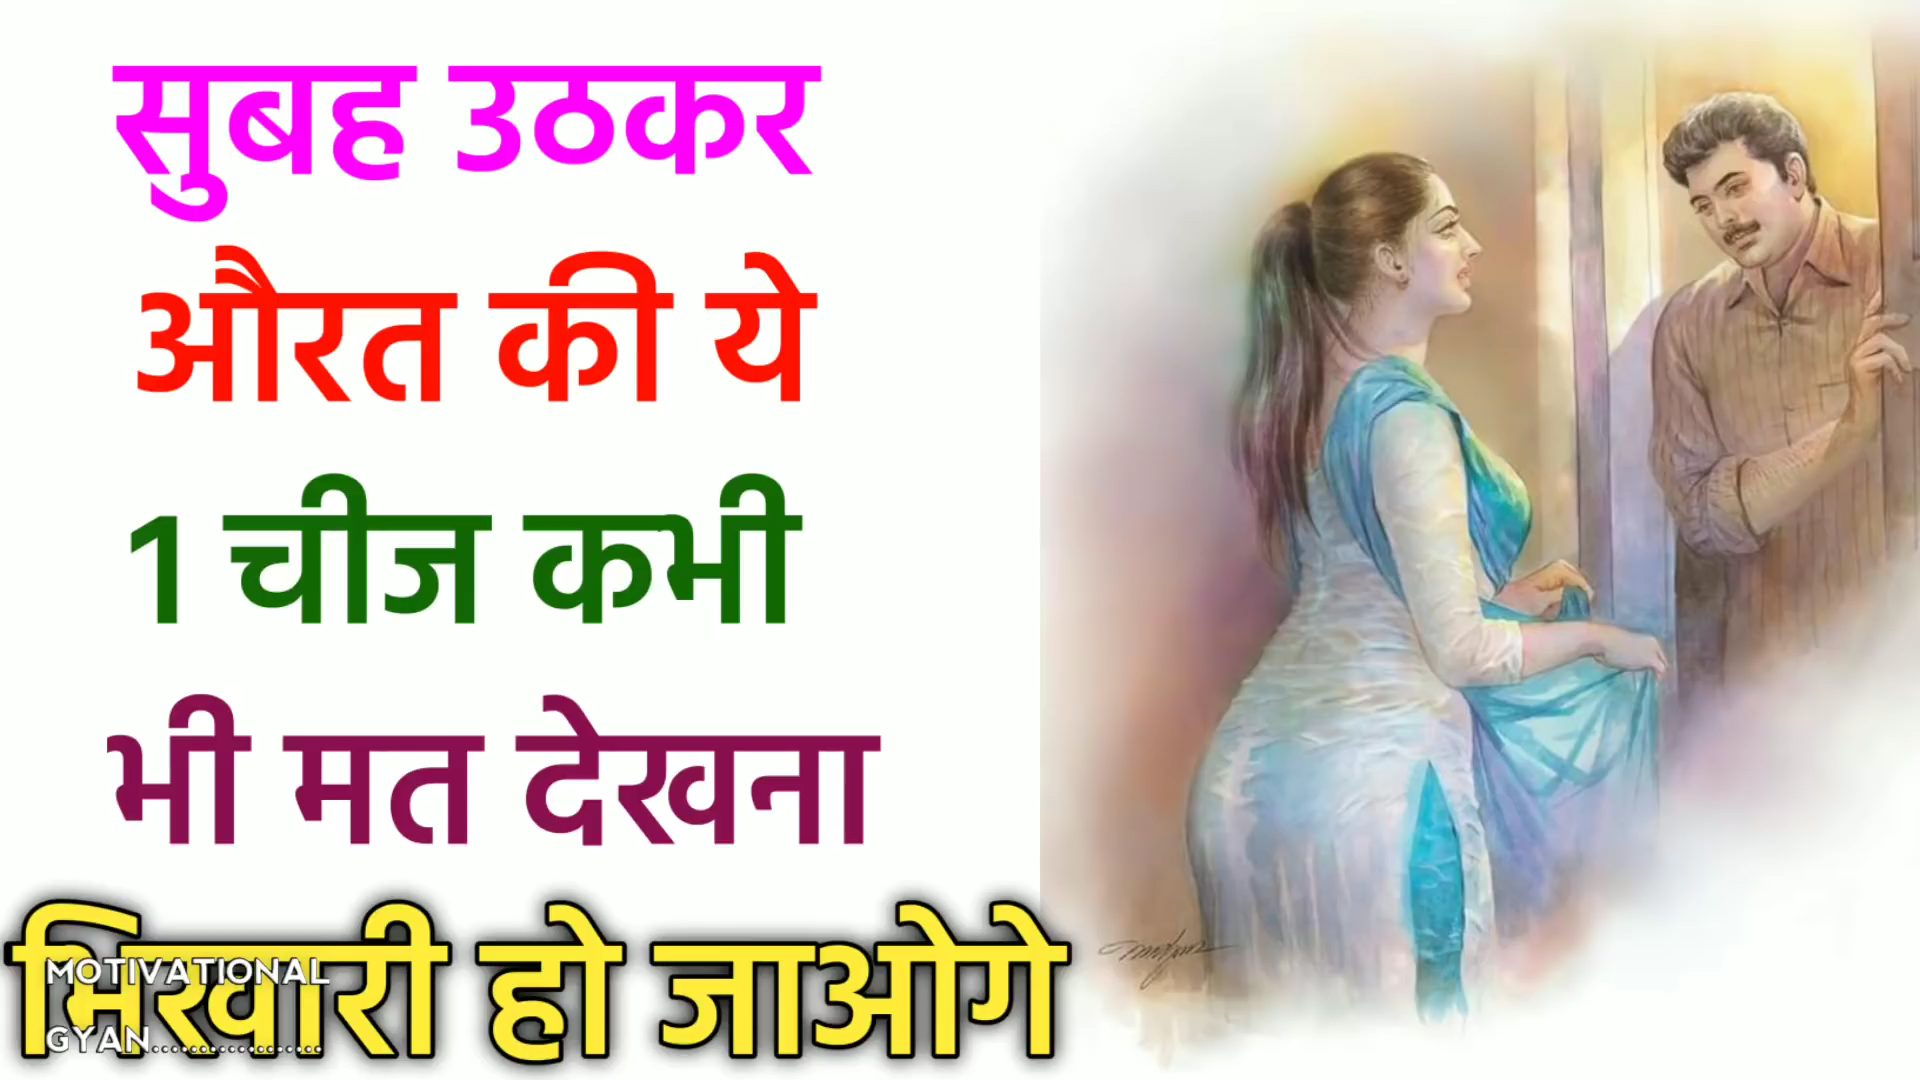 सुबह उठकर
औरत की ये
1 चीज कभी
भी मत देखना
भिखारी हो जाओगे
MOTIVATIONAL
GYAN..................